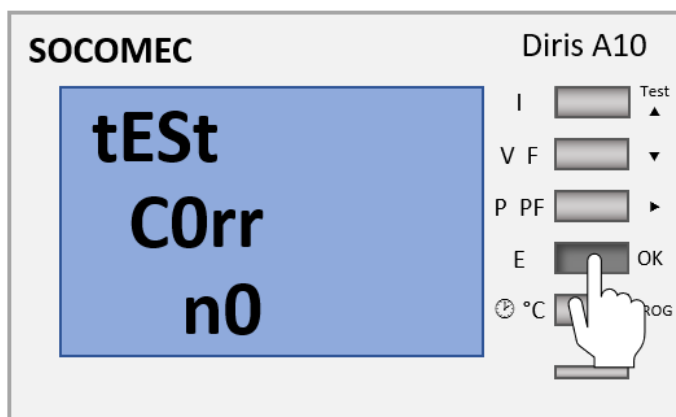 SOCOMEC
Diris A10
tESt
C0rr
n0
I
Test
V F
P PF
E
OK
°C